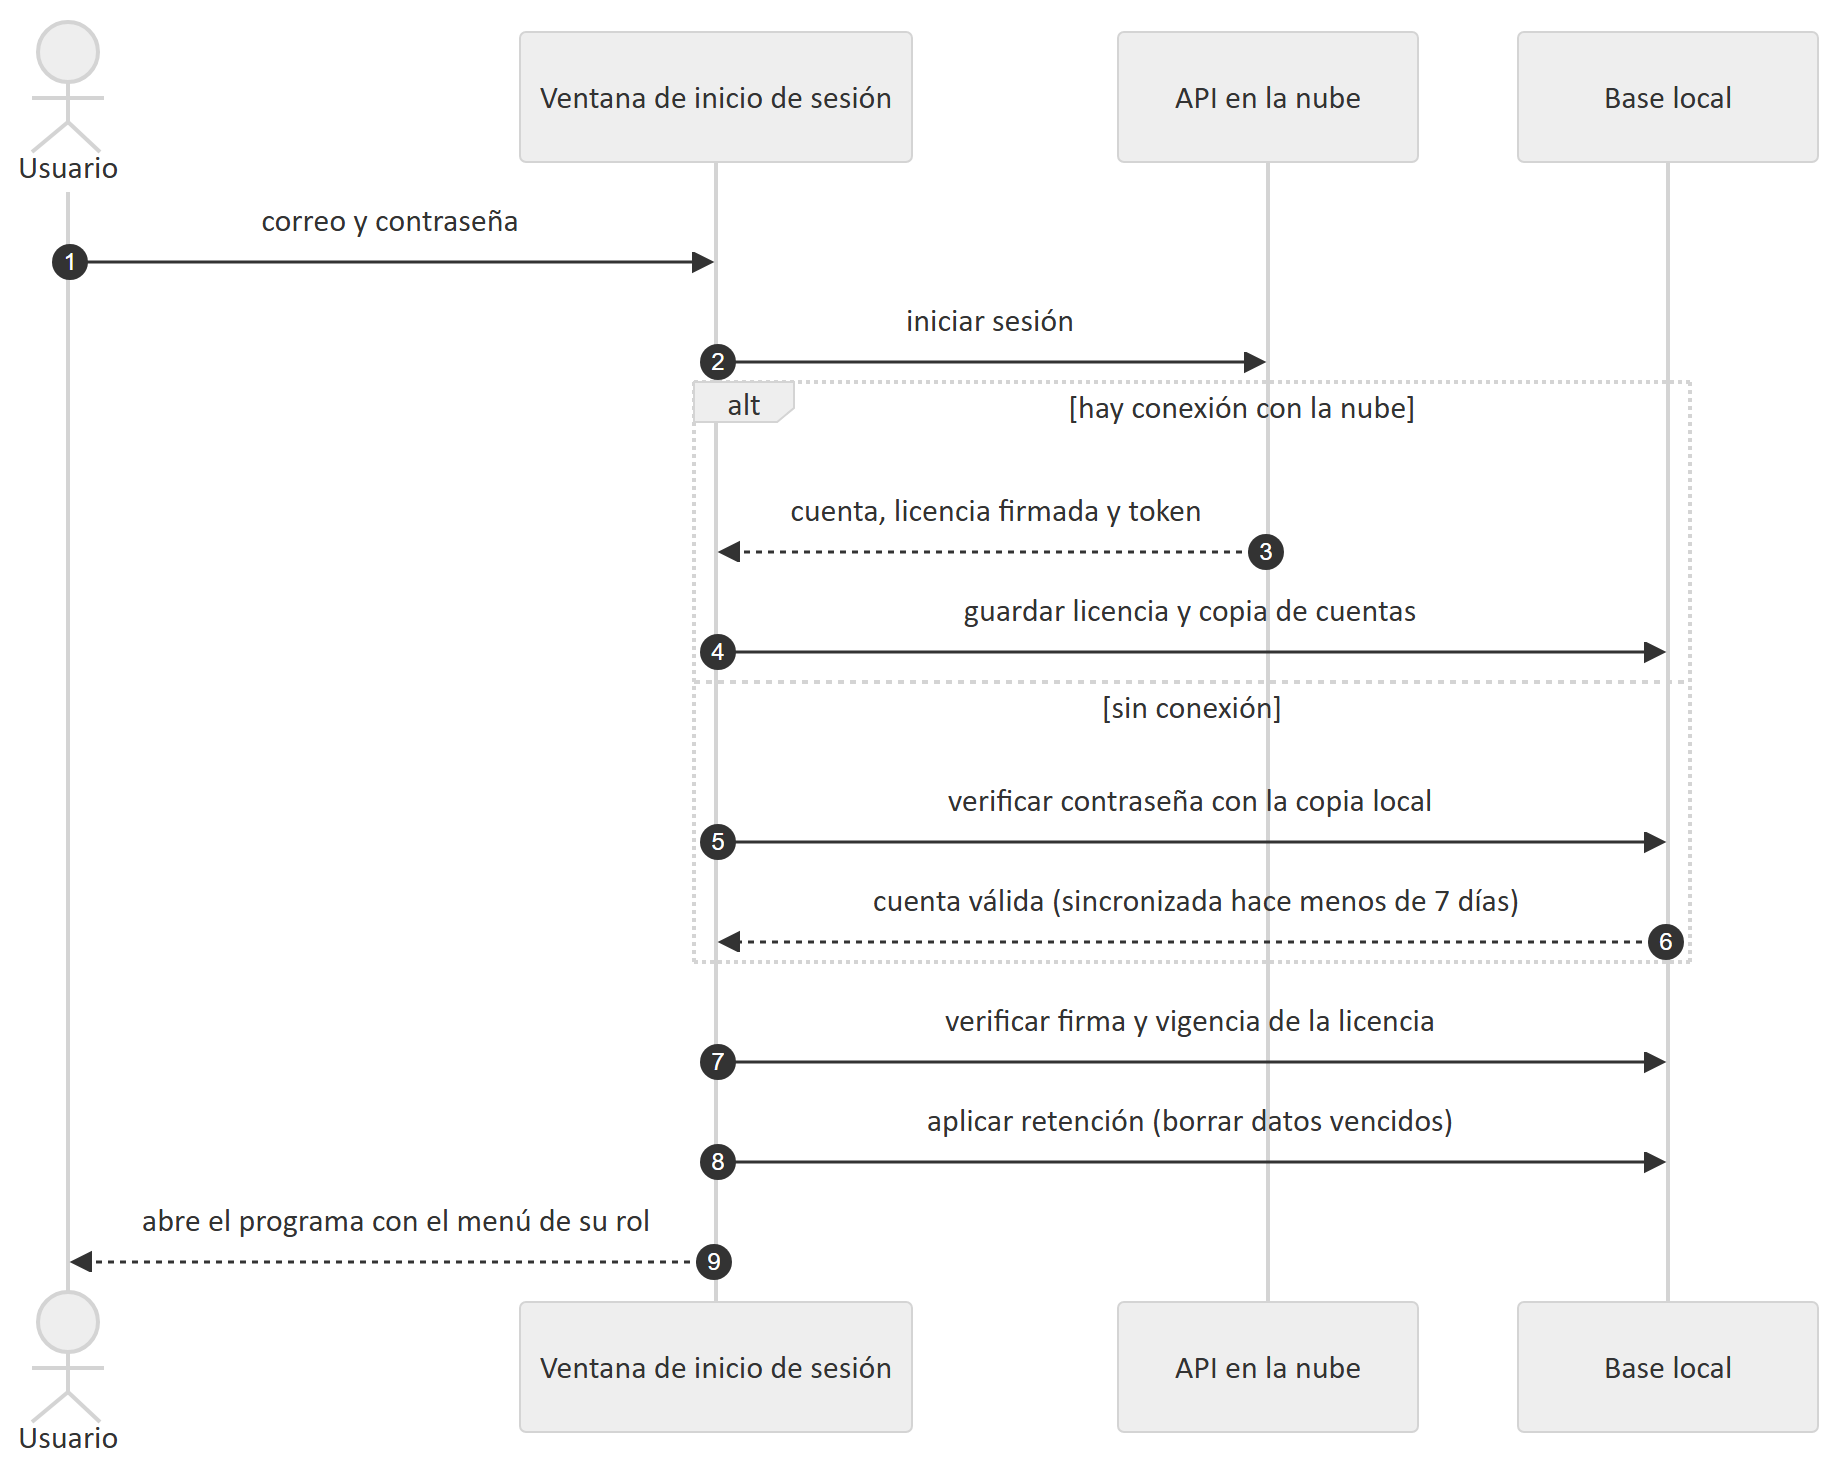 Usuario
Ventana de inicio de sesión
API en la nube
Base local
correo y contraseña
1
iniciar sesión
2
alt
[hay conexión con la nube]
cuenta, licencia firmada y token
3
guardar licencia y copia de cuentas
4
[sin conexión]
verificar contraseña con la copia local
5
cuenta válida (sincronizada hace menos de 7 días)
6
verificar firma y vigencia de la licencia
7
aplicar retención (borrar datos vencidos)
8
abre el programa con el menú de su rol
9
Usuario
Ventana de inicio de sesión
API en la nube
Base local